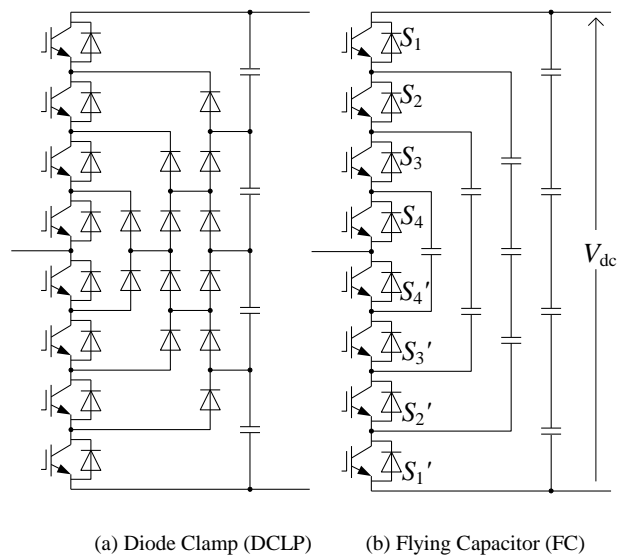 S1
S2
S3
S4
Vdc
S4′
S3′
S2′
S1′
(a) Diode Clamp (DCLP) (b) Flying Capacitor (FC)